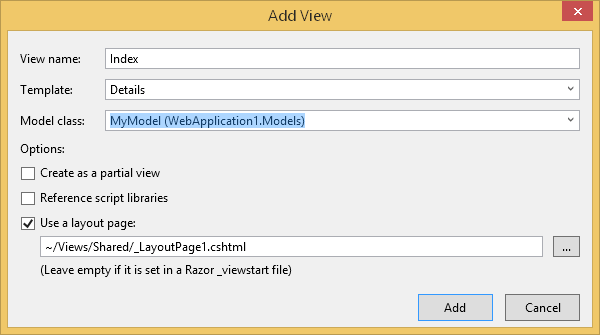 Add View
View name: Index
Template: Details
Model class: MyModel (WebApplication1.Models)
Options:
Create as a partial view
Reference script libraries
Use a layout page:
~/Views/Shared/_LayoutPage1.cshtml ...
(Leave empty if it is set in a Razor _viewstart file)
Add Cancel